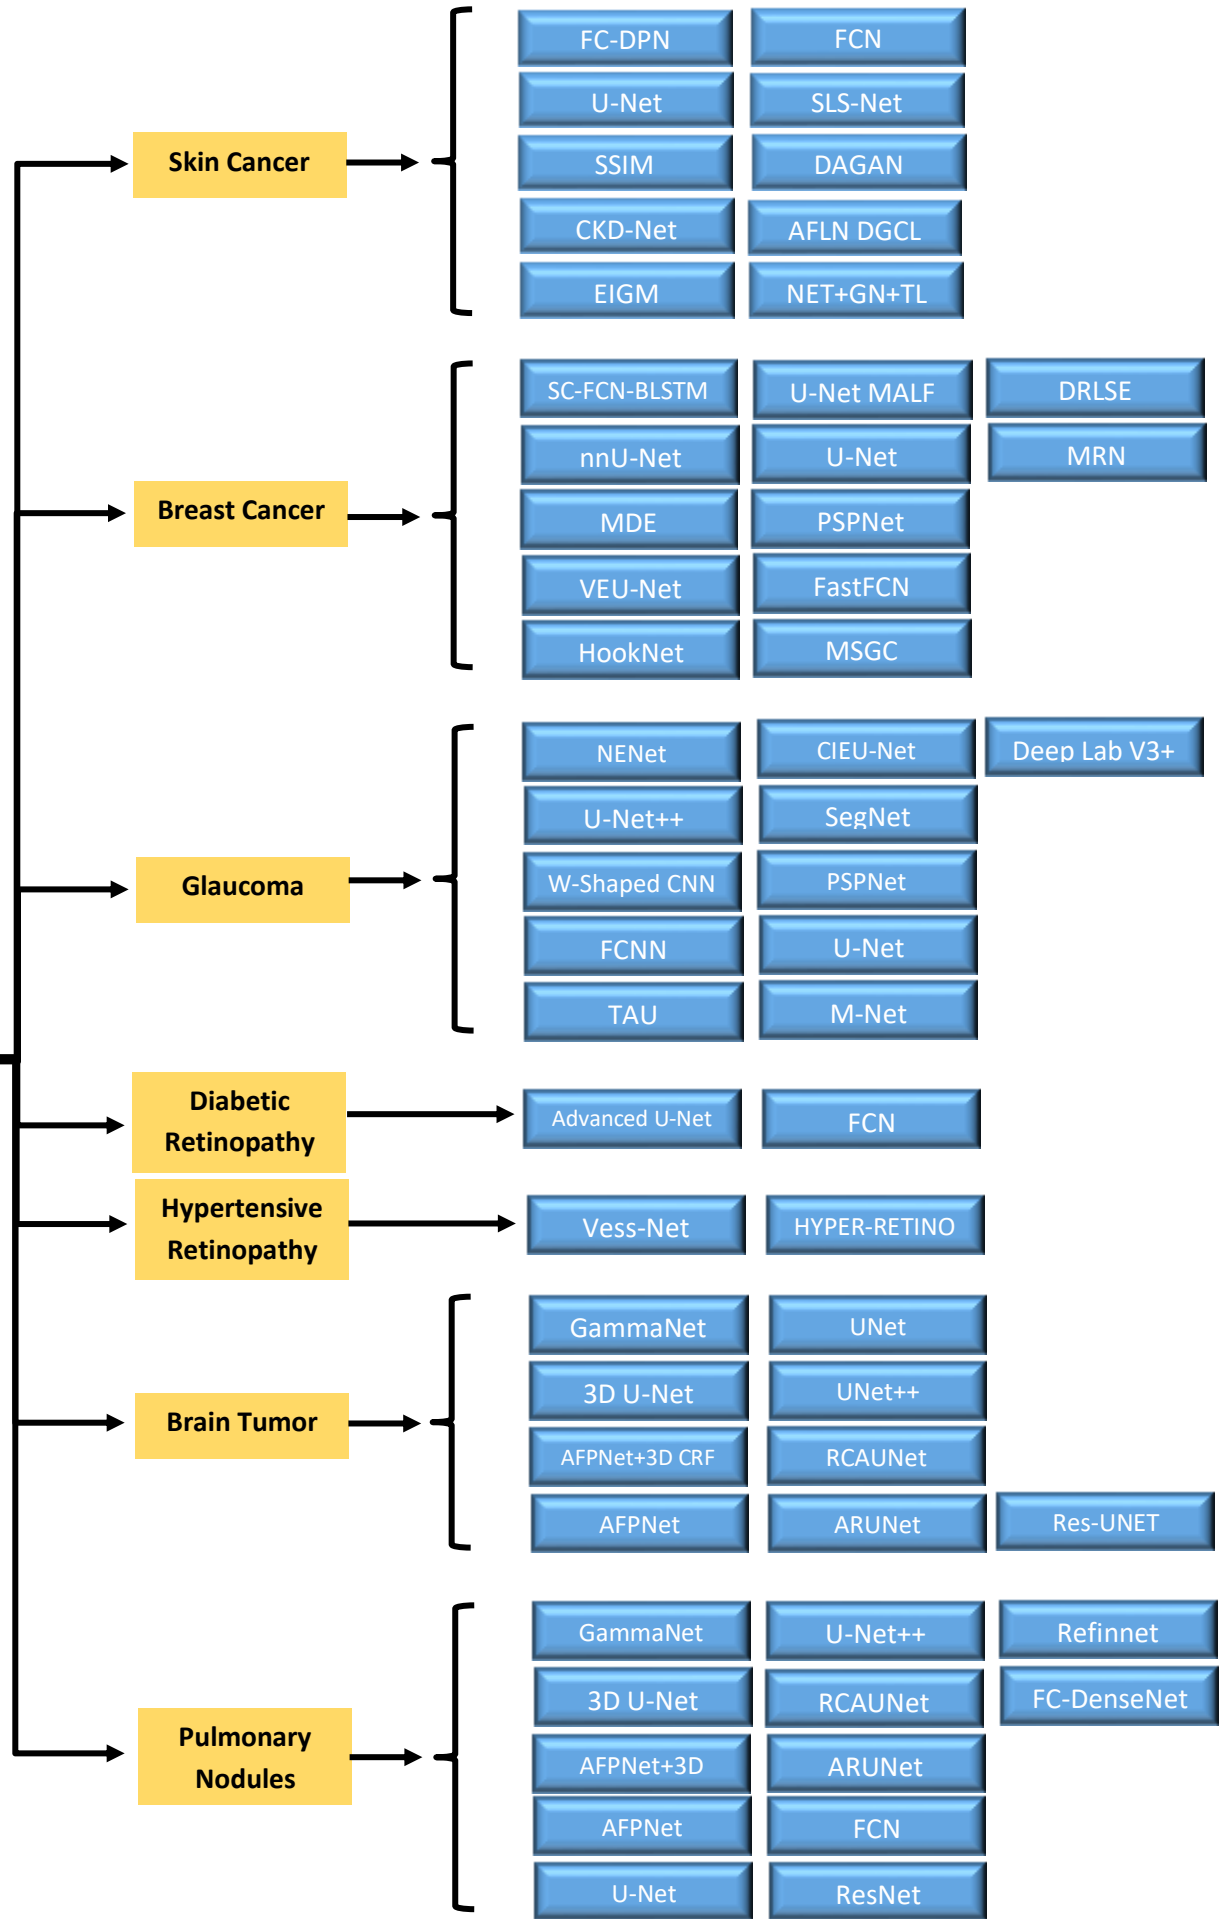 Skin Cancer
FC-DPN
FCN
U-Net
SLS-Net
SSIM
DAGAN
CKD-Net
AFLN DGCL
EIGM
NET+GN+TL
Breast Cancer
SC-FCN-BLSTM
U-Net MALF
DRLSE
nnU-Net
U-Net
MRN
MDE
PSPNet
VEU-Net
FastFCN
HookNet
MSGC
Glaucoma
NENet
CIEU-Net
Deep Lab V3+
U-Net++
SegNet
W-Shaped CNN
PSPNet
FCNN
U-Net
TAU
M-Net
Diabetic
Retinopathy
Advanced U-Net
FCN
Hypertensive
Retinopathy
Vess-Net
HYPER-RETINO
Brain Tumor
GammaNet
UNet
3D U-Net
UNet++
AFPNet+3D CRF
RCAUNet
AFPNet
ARUNet
Res-UNET
Pulmonary
Nodules
GammaNet
U-Net++
Refinnet
3D U-Net
RCAUNet
FC-DenseNet
AFPNet+3D
ARUNet
AFPNet
FCN
U-Net
ResNet